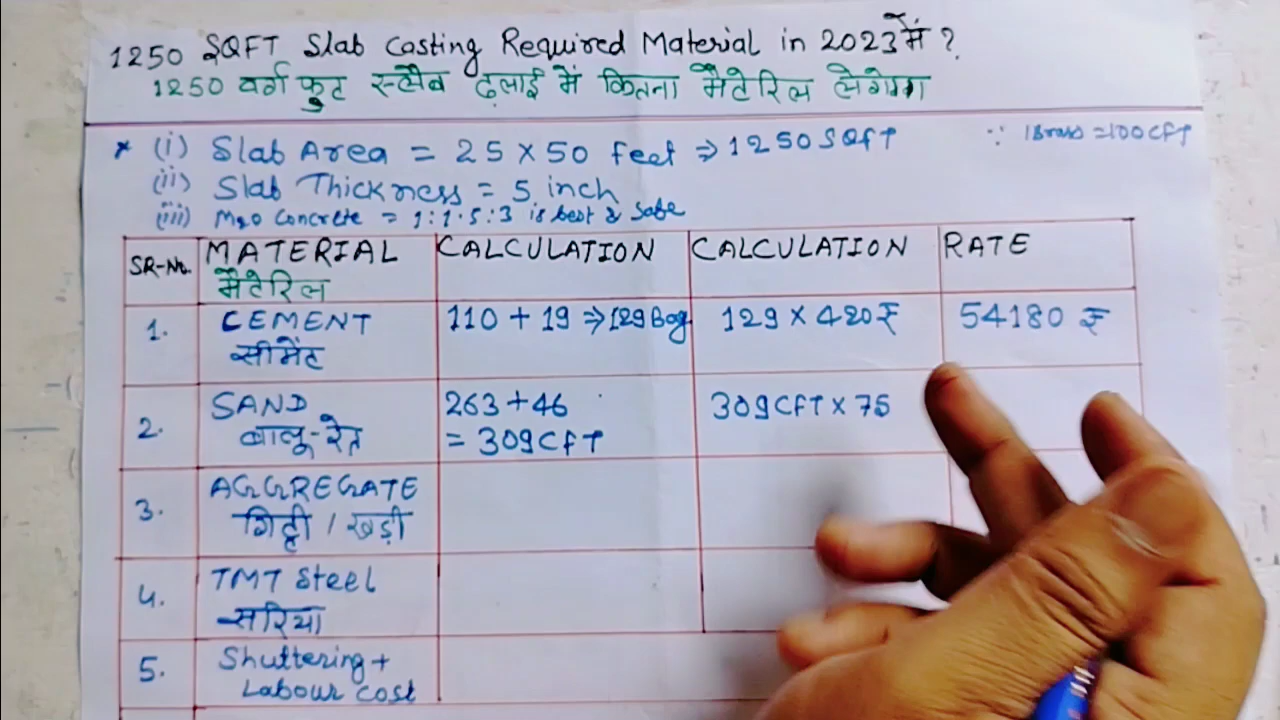 1250 SQFT Slab Casting Required Material in 2023 में ?
1250 वर्ग फुट स्लैब ढ़लाई में कितना मैटेरिल लगेगा
* (i) Slab Area = 25 × 50 feet ⇒ 1250 SQft
∵ 1Brass = 100 CFT
(ii) Slab Thickness = 5 inch
(iii) M20 Concrete = 1:1.5:3 is best & safe
SR-No. MATERIAL CALCULATION CALCULATION RATE
मैटेरिल
1. CEMENT 110 + 19 ⇒ 129 Bag 129 × 420 ₹ 54180 ₹
सीमेंट
2. SAND 263 + 46 309 CFT × 75
बालू-रेत = 309 CFT
3. AGGREGATE
गिट्टी / खड़ी
4. TMT Steel
सरिया
5. Shuttering +
Labour cost